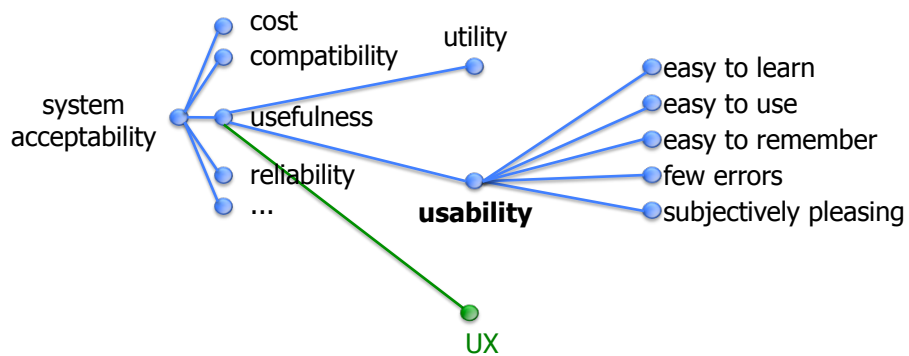 cost
compatibility
utility
easy to learn
easy to use
system
acceptability
usefulness
easy to remember
reliability
few errors
...
usability
subjectively pleasing
UX